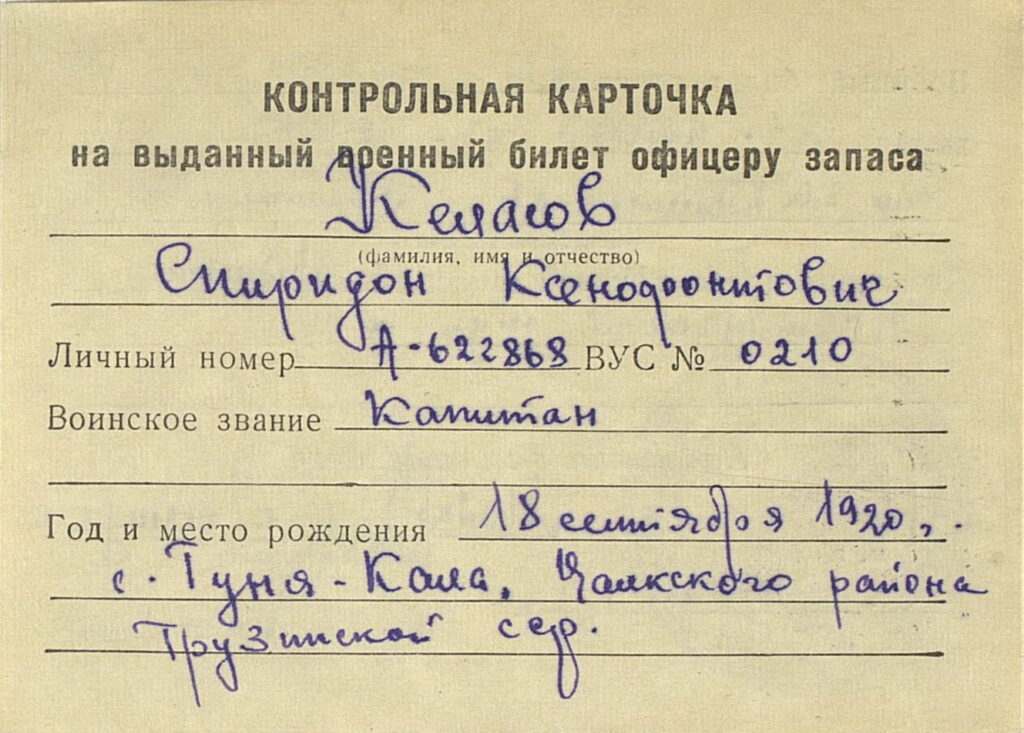 КОНТРОЛЬНАЯ КАРТОЧКА
на выданный военный билет офицеру запаса
Келасов
(фамилия, имя и отчество)
Спиридон Ксенофонтович
Личный номер А-622868 ВУС № 0210
Воинское звание Капитан
Год и место рождения 18 сентября 1920 г.
с. Туня-Кала, Цалкского района
Грузинской сср.